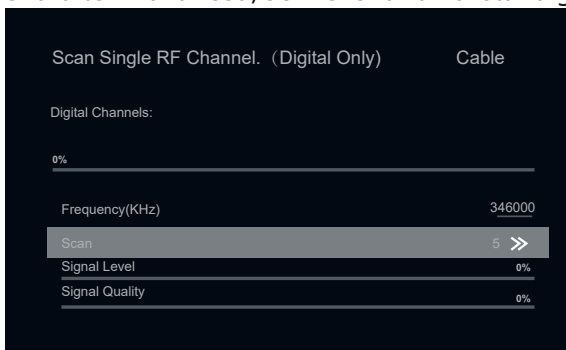 Scan Single RF Channel.（Digital Only) Cable
Digital Channels:
0%
Frequency(KHz) 346000
Scan 5
Signal Level 0%
Signal Quality 0%